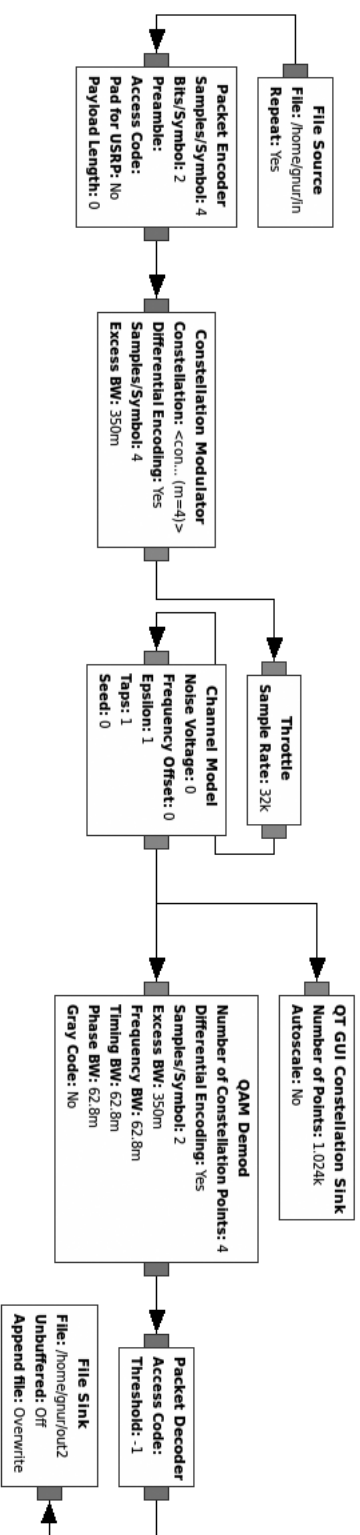 File Source
File: /home/gnur/in
Repeat: Yes
Packet Encoder
Samples/Symbol: 4
Bits/Symbol: 2
Preamble:
Access Code:
Pad for USRP: No
Payload Length: 0
Constellation Modulator
Constellation: <con... (m=4)>
Differential Encoding: Yes
Samples/Symbol: 4
Excess BW: 350m
Throttle
Sample Rate: 32k
Channel Model
Noise Voltage: 0
Frequency Offset: 0
Epsilon: 1
Taps: 1
Seed: 0
QT GUI Constellation Sink
Number of Points: 1.024k
Autoscale: No
QAM Demod
Number of Constellation Points: 4
Differential Encoding: Yes
Samples/Symbol: 2
Excess BW: 350m
Frequency BW: 62.8m
Timing BW: 62.8m
Phase BW: 62.8m
Gray Code: No
Packet Decoder
Access Code:
Threshold: -1
File Sink
File: /home/gnur/out2
Unbuffered: Off
Append file: Overwrite